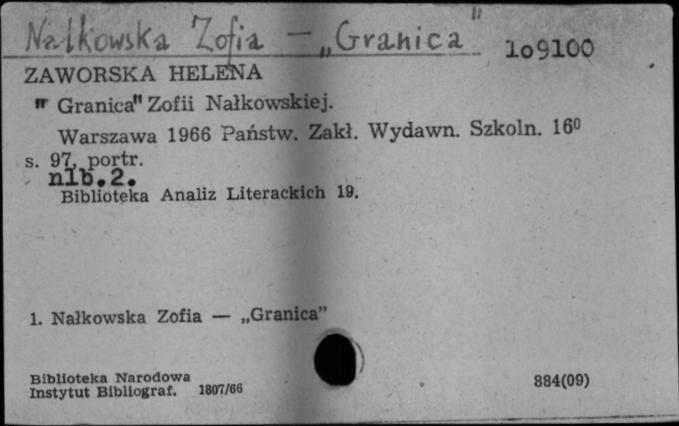 Nałkowska Zofia – „Granica"
109100
ZAWORSKA HELENA
" Granica" Zofii Nałkowskiej.
Warszawa 1966 Państw. Zakł. Wydawn. Szkoln. 16⁰
s. 97, portr.
nlb.2.
Biblioteka Analiz Literackich 19.
1. Nałkowska Zofia — „Granica”
Biblioteka Narodowa
Instytut Bibliograf. 1807/66
884(09)